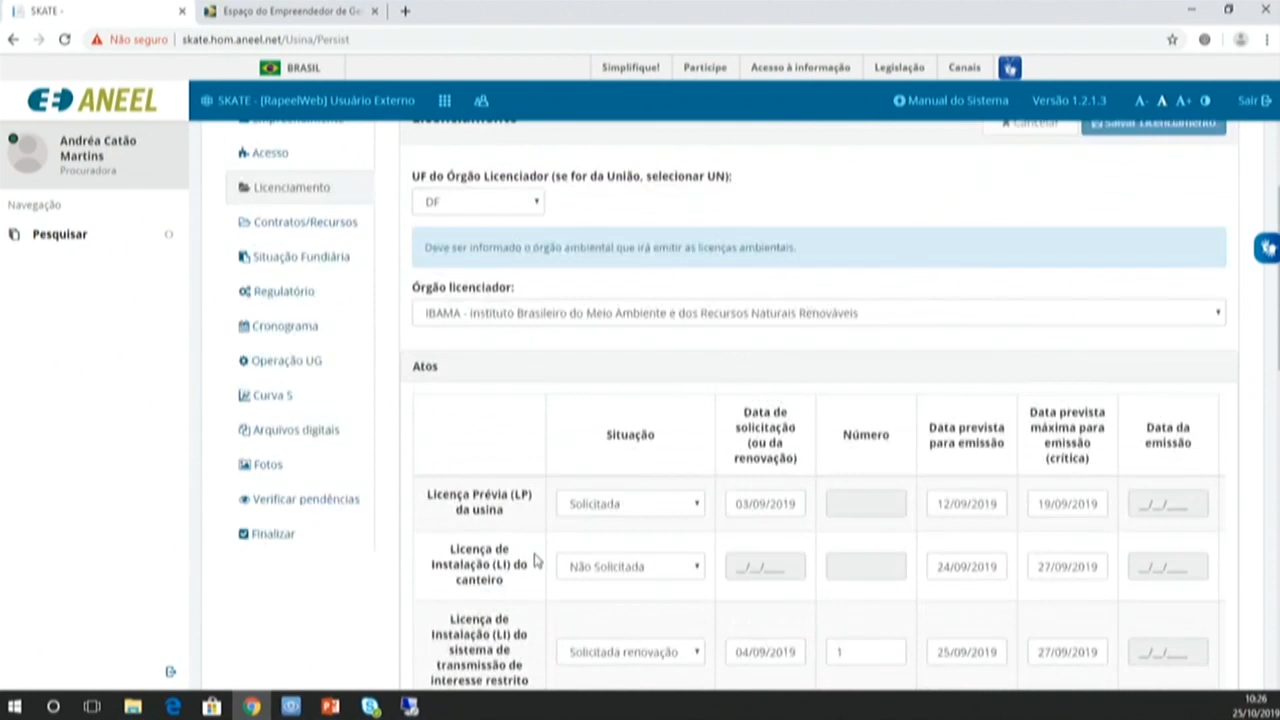 SKATE -
Espaço do Empreendedor de Ge
Não seguro
skate.hom.aneel.net/Usina/Persist
BRASIL
Simplifique!
Participe
Acesso à informação
Legislação
Canais
ANEEL
SKATE - [RapeelWeb] Usuário Externo
Manual do Sistema
Versão 1.2.1.3
A-
A
A+
Sair
Andréa Catão
Martins
Procuradora
Navegação
Pesquisar
Acesso
Licenciamento
Contratos/Recursos
Situação Fundiária
Regulatório
Cronograma
Operação UG
Curva S
Arquivos digitais
Fotos
Verificar pendências
Finalizar
Cancelar
Salvar Licenciamento
UF do Órgão Licenciador (se for da União, selecionar UN):
DF
Deve ser informado o órgão ambiental que irá emitir as licenças ambientais.
Órgão licenciador:
IBAMA - Instituto Brasileiro do Meio Ambiente e dos Recursos Naturais Renováveis
Atos
Situação
Data de
solicitação
(ou da
renovação)
Número
Data prevista
para emissão
Data prevista
máxima para
emissão
(crítica)
Data da
emissão
Licença Prévia (LP)
da usina
Solicitada
03/09/2019
12/09/2019
19/09/2019
_/_/___
Licença de
Instalação (LI) do
canteiro
Não Solicitada
_/_/___
24/09/2019
27/09/2019
_/_/___
Licença de
Instalação (LI) do
sistema de
transmissão de
interesse restrito
Solicitada renovação
04/09/2019
1
25/09/2019
27/09/2019
_/_/___
10:26
25/10/2019